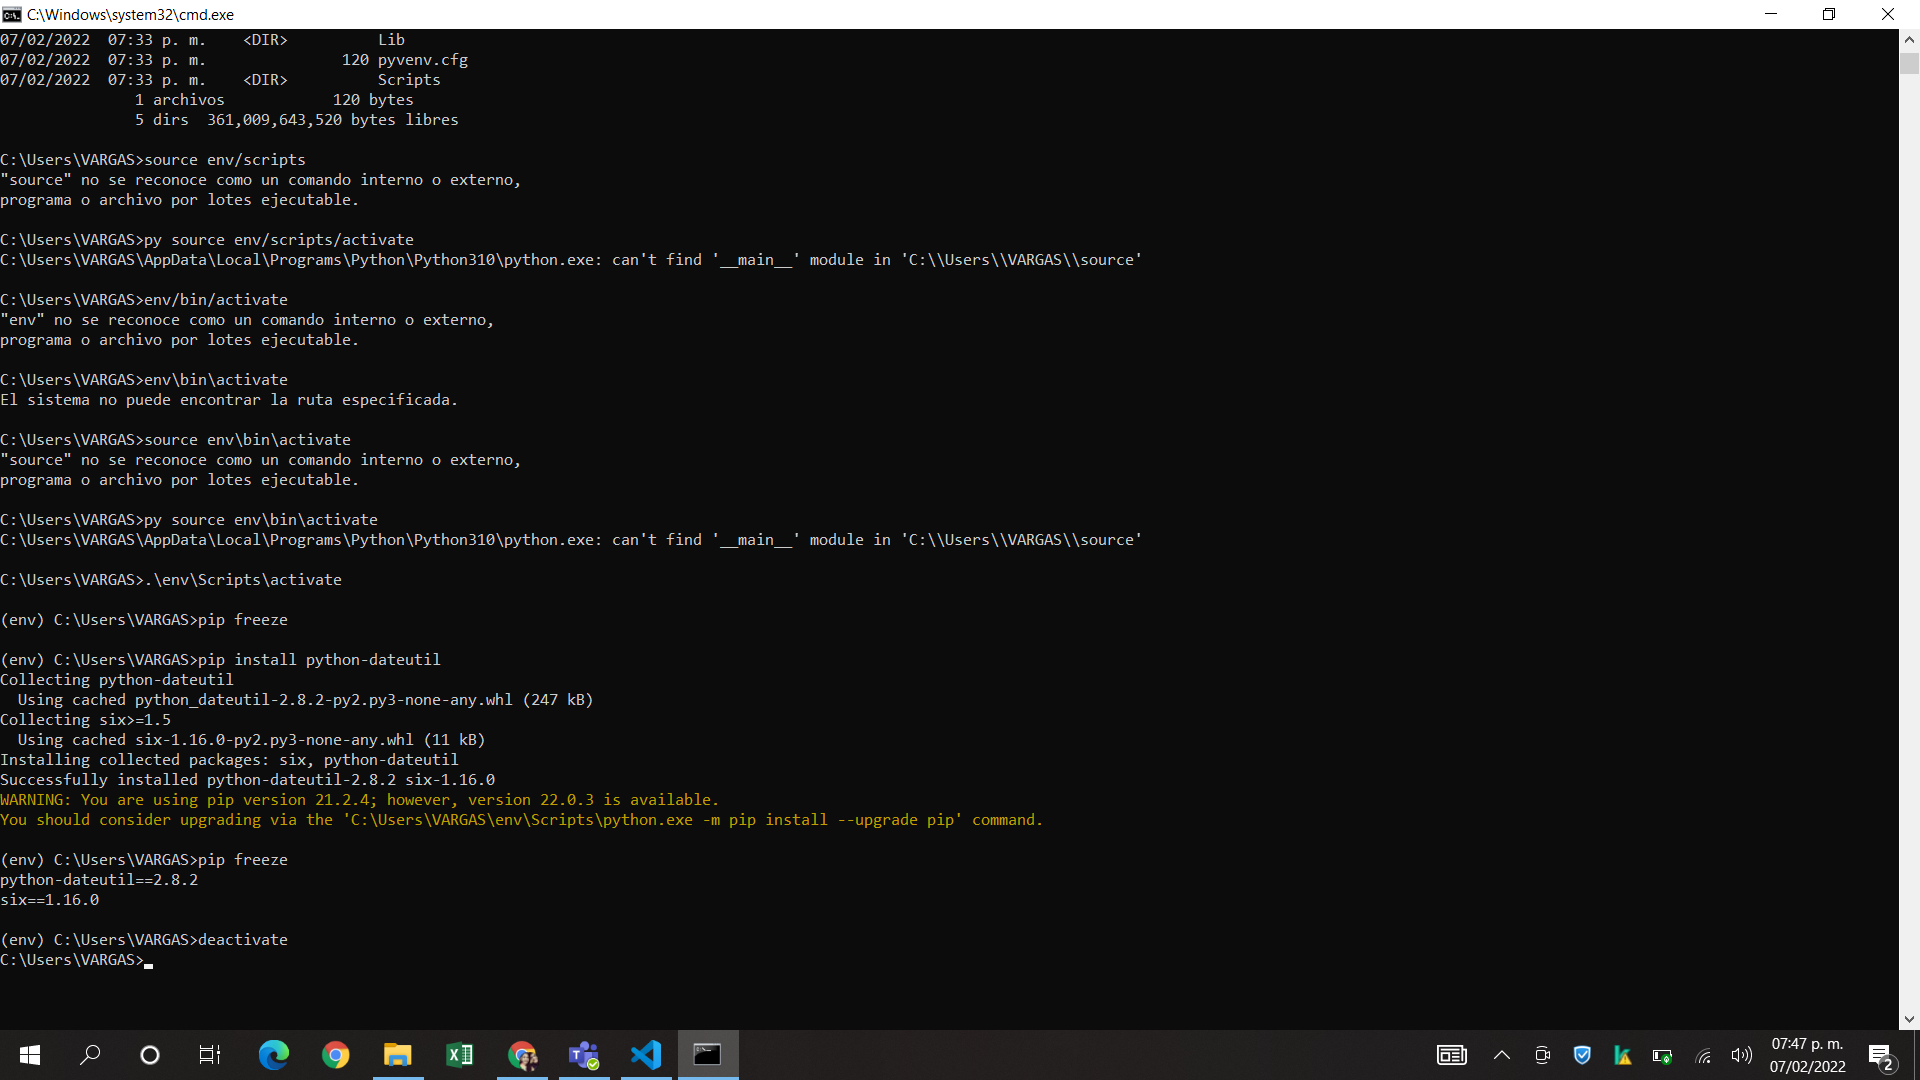 C:\Windows\system32\cmd.exe
07/02/2022  07:33 p. m.    <DIR>          Lib
07/02/2022  07:33 p. m.               120 pyvenv.cfg
07/02/2022  07:33 p. m.    <DIR>          Scripts
               1 archivos            120 bytes
               5 dirs  361,009,643,520 bytes libres
C:\Users\VARGAS>source env/scripts
"source" no se reconoce como un comando interno o externo,
programa o archivo por lotes ejecutable.
C:\Users\VARGAS>py source env/scripts/activate
C:\Users\VARGAS\AppData\Local\Programs\Python\Python310\python.exe: can't find '__main__' module in 'C:\\Users\\VARGAS\\source'
C:\Users\VARGAS>env/bin/activate
"env" no se reconoce como un comando interno o externo,
programa o archivo por lotes ejecutable.
C:\Users\VARGAS>env\bin\activate
El sistema no puede encontrar la ruta especificada.
C:\Users\VARGAS>source env\bin\activate
"source" no se reconoce como un comando interno o externo,
programa o archivo por lotes ejecutable.
C:\Users\VARGAS>py source env\bin\activate
C:\Users\VARGAS\AppData\Local\Programs\Python\Python310\python.exe: can't find '__main__' module in 'C:\\Users\\VARGAS\\source'
C:\Users\VARGAS>.\env\Scripts\activate
(env) C:\Users\VARGAS>pip freeze
(env) C:\Users\VARGAS>pip install python-dateutil
Collecting python-dateutil
  Using cached python_dateutil-2.8.2-py2.py3-none-any.whl (247 kB)
Collecting six>=1.5
  Using cached six-1.16.0-py2.py3-none-any.whl (11 kB)
Installing collected packages: six, python-dateutil
Successfully installed python-dateutil-2.8.2 six-1.16.0
WARNING: You are using pip version 21.2.4; however, version 22.0.3 is available.
You should consider upgrading via the 'C:\Users\VARGAS\env\Scripts\python.exe -m pip install --upgrade pip' command.
(env) C:\Users\VARGAS>pip freeze
python-dateutil==2.8.2
six==1.16.0
(env) C:\Users\VARGAS>deactivate
C:\Users\VARGAS>
07:47 p. m.
07/02/2022
2